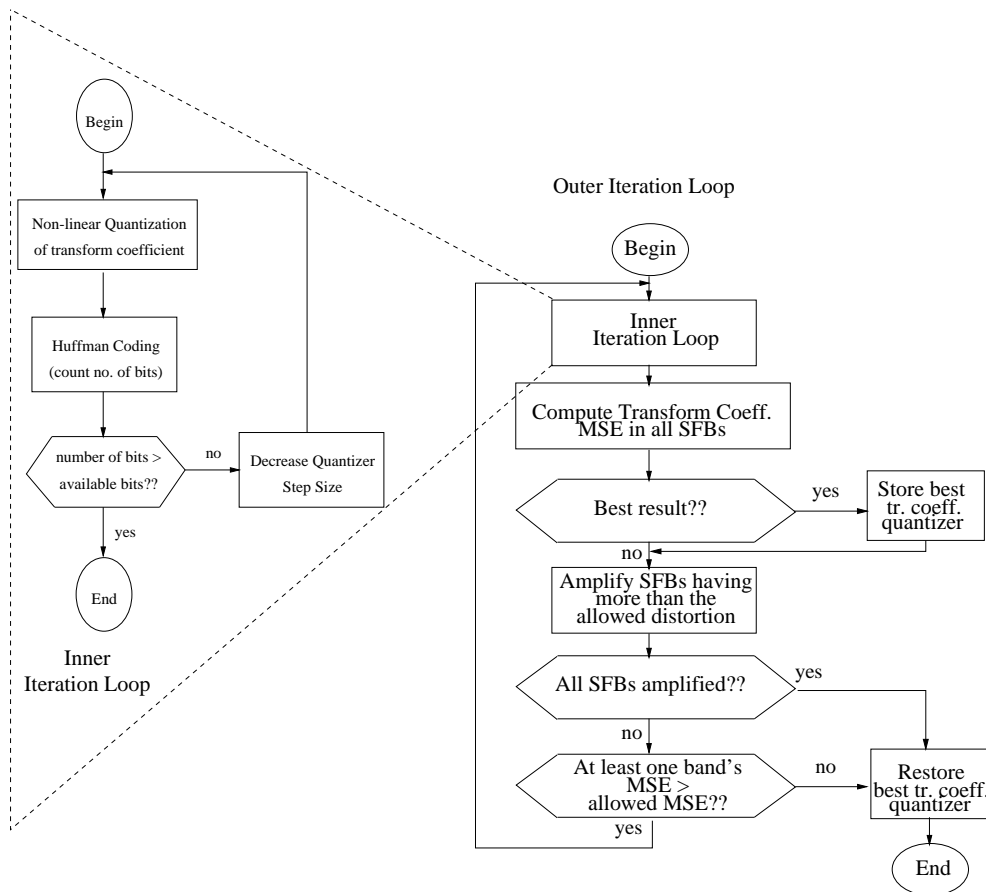 Begin
Non-linear Quantization
of transform coefficient
Huffman Coding
(count no. of bits)
number of bits >
available bits??
no
Decrease Quantizer
Step Size
yes
End
Inner
Iteration Loop
Outer Iteration Loop
Begin
Inner
Iteration Loop
Compute Transform Coeff.
MSE in all SFBs
Best result??
yes
Store best
tr. coeff.
quantizer
no
Amplify SFBs having
more than the
allowed distortion
All SFBs amplified??
yes
no
At least one band's
MSE >
allowed MSE??
no
yes
Restore
best tr. coeff.
quantizer
End